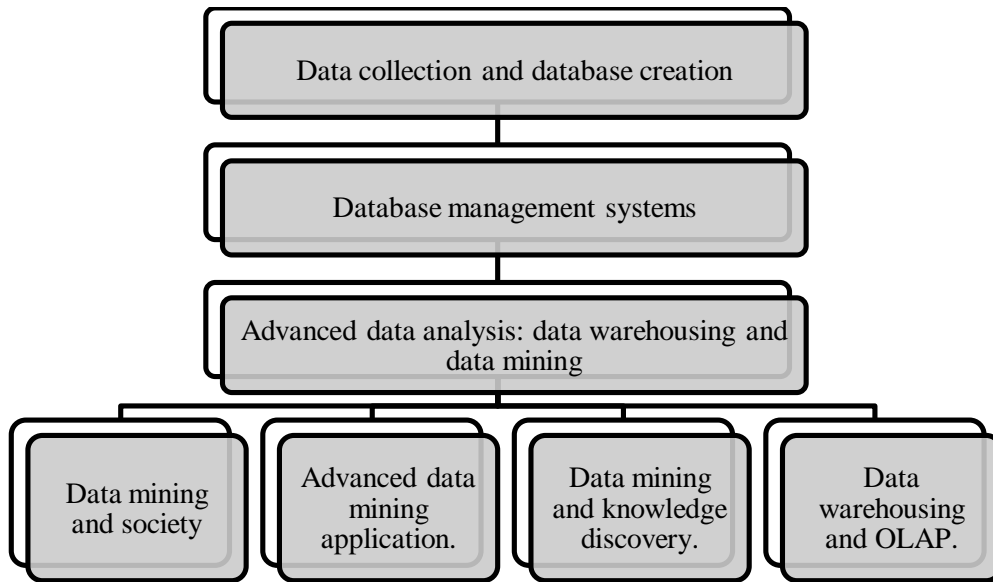 Data collection and database creation
Database management systems
Advanced data analysis: data warehousing and
data mining
Data mining
and society
Advanced data
mining
application.
Data mining
and knowledge
discovery.
Data
warehousing
and OLAP.